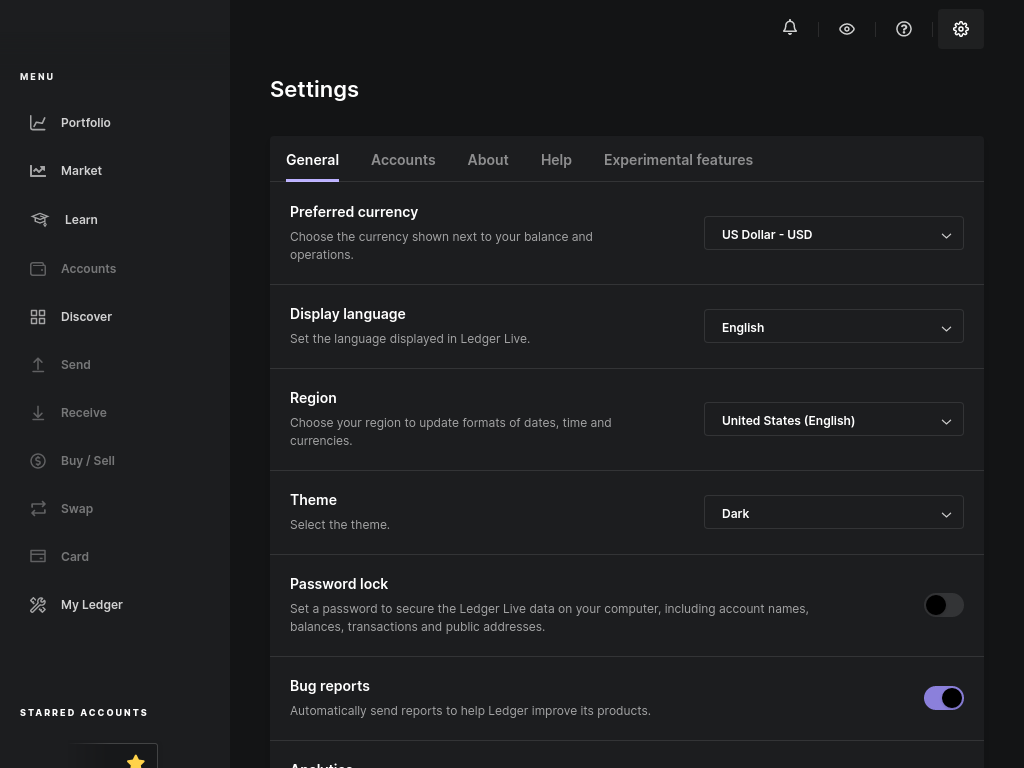 MENU
Portfolio
Market
Learn
Accounts
Discover
Send
Receive
Buy / Sell
Swap
Card
My Ledger
STARRED ACCOUNTS
Settings
General Accounts About Help Experimental features
Preferred currency
Choose the currency shown next to your balance and
operations.
US Dollar - USD
Display language
Set the language displayed in Ledger Live.
English
Region
Choose your region to update formats of dates, time and
currencies.
United States (English)
Theme
Select the theme.
Dark
Password lock
Set a password to secure the Ledger Live data on your computer, including account names,
balances, transactions and public addresses.
Bug reports
Automatically send reports to help Ledger improve its products.
Analytics